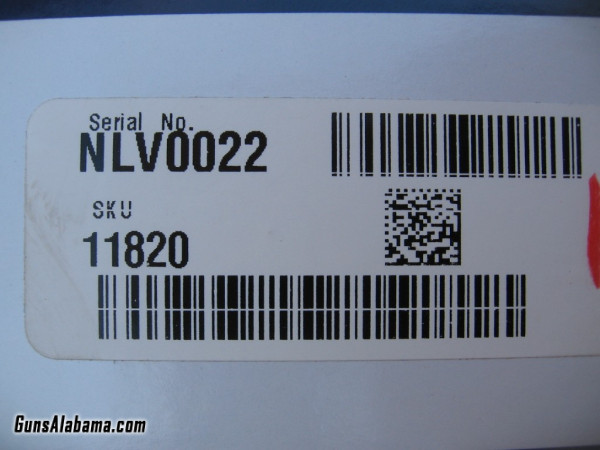 Serial No.
NLV0022
SKU
11820
GunsAlabama.com